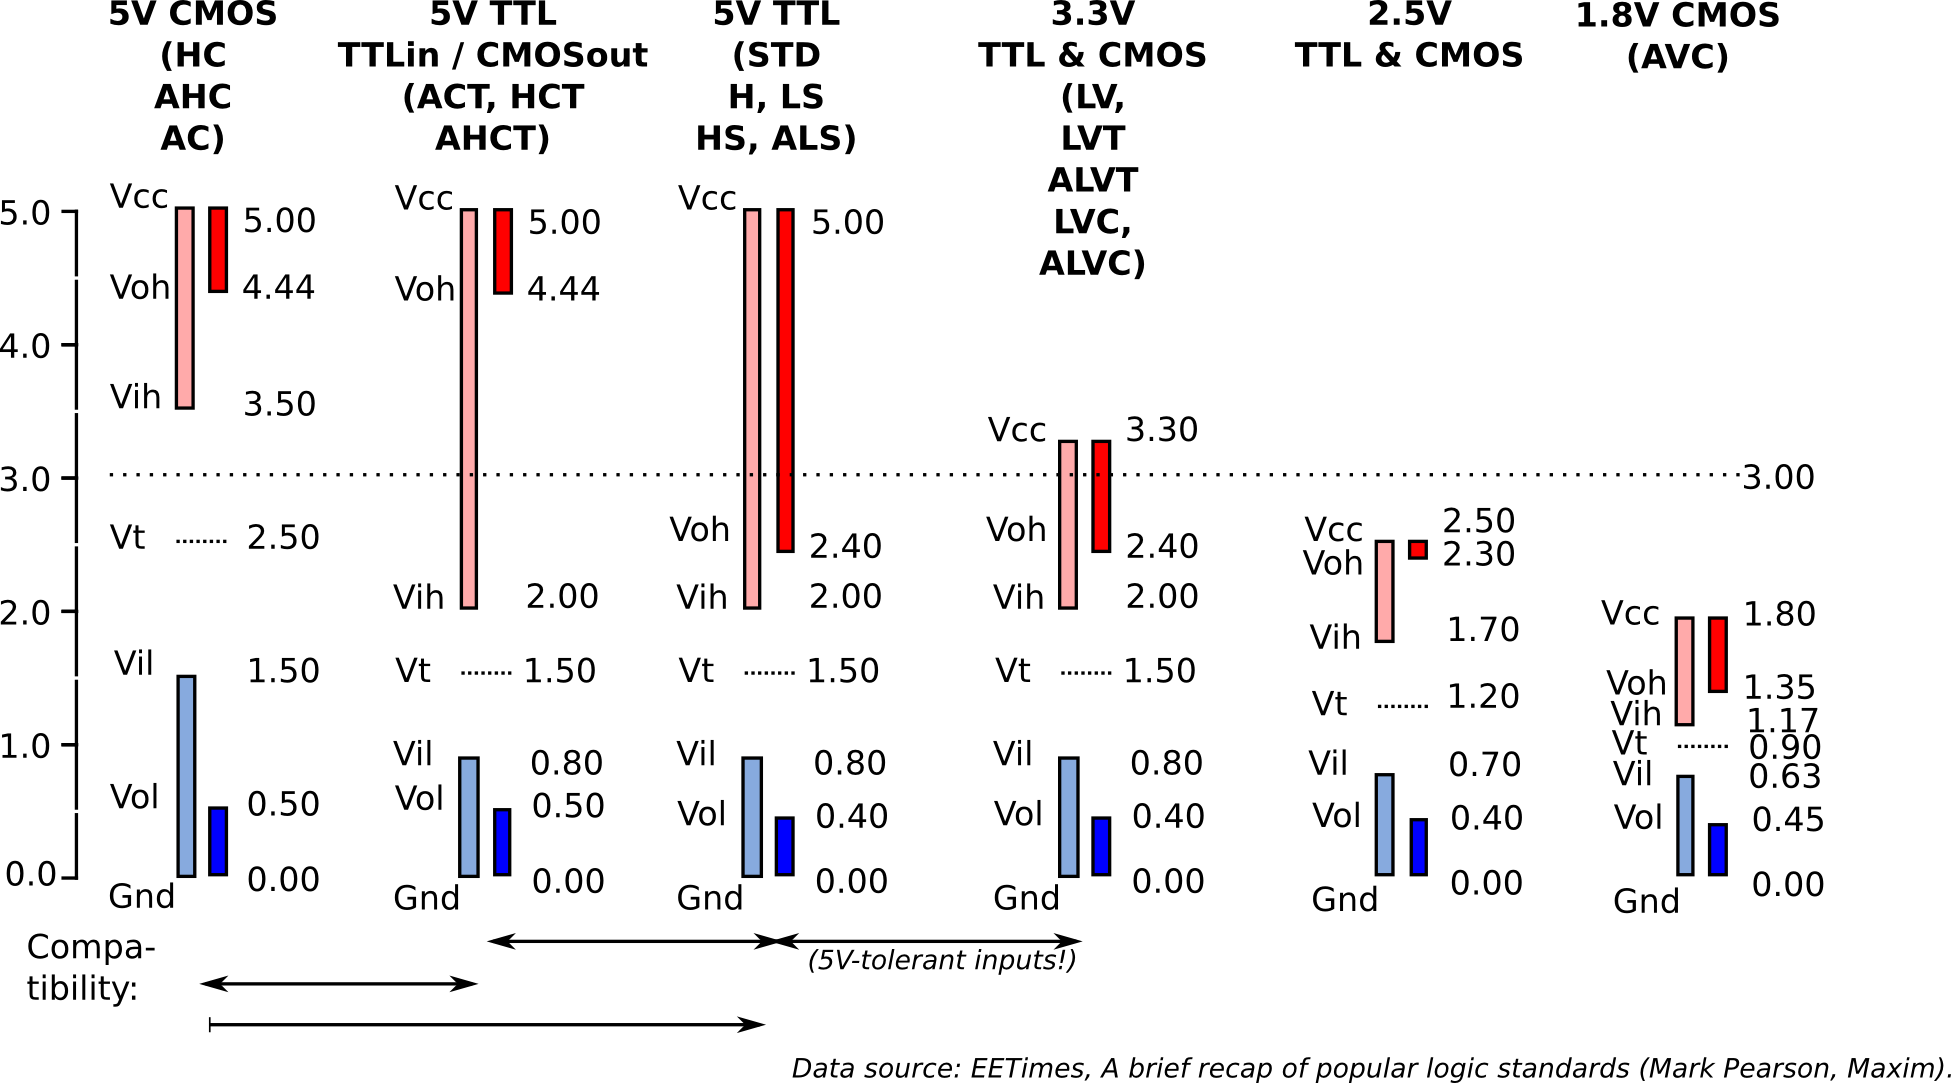 5V CMOS
(HC
AHC
AC)
5V TTL
TTLin / CMOSout
(ACT, HCT
AHCT)
5V TTL
(STD
H, LS
HS, ALS)
3.3V
TTL & CMOS
(LV,
LVT
ALVT
LVC,
ALVC)
2.5V
TTL & CMOS
1.8V CMOS
(AVC)
5.0
4.0
3.0
2.0
1.0
0.0
Vcc
5.00
Voh
4.44
Vih
3.50
Vt
2.50
Vil
1.50
Vol
0.50
0.00
Gnd
Vcc
5.00
Voh
4.44
Vih
2.00
Vt
1.50
Vil
0.80
Vol
0.50
0.00
Gnd
Vcc
5.00
Voh
2.40
Vih
2.00
Vt
1.50
Vil
0.80
Vol
0.40
0.00
Gnd
Vcc
3.30
Voh
2.40
Vih
2.00
Vt
1.50
Vil
0.80
Vol
0.40
0.00
Gnd
3.00
Vcc
2.50
Voh
2.30
Vih
1.70
Vt
1.20
Vil
0.70
Vol
0.40
0.00
Gnd
Vcc
1.80
Voh
1.35
Vih
1.17
Vt
0.90
Vil
0.63
Vol
0.45
0.00
Gnd
Compa-
tibility:
(5V-tolerant inputs!)
Data source: EETimes, A brief recap of popular logic standards (Mark Pearson, Maxim).